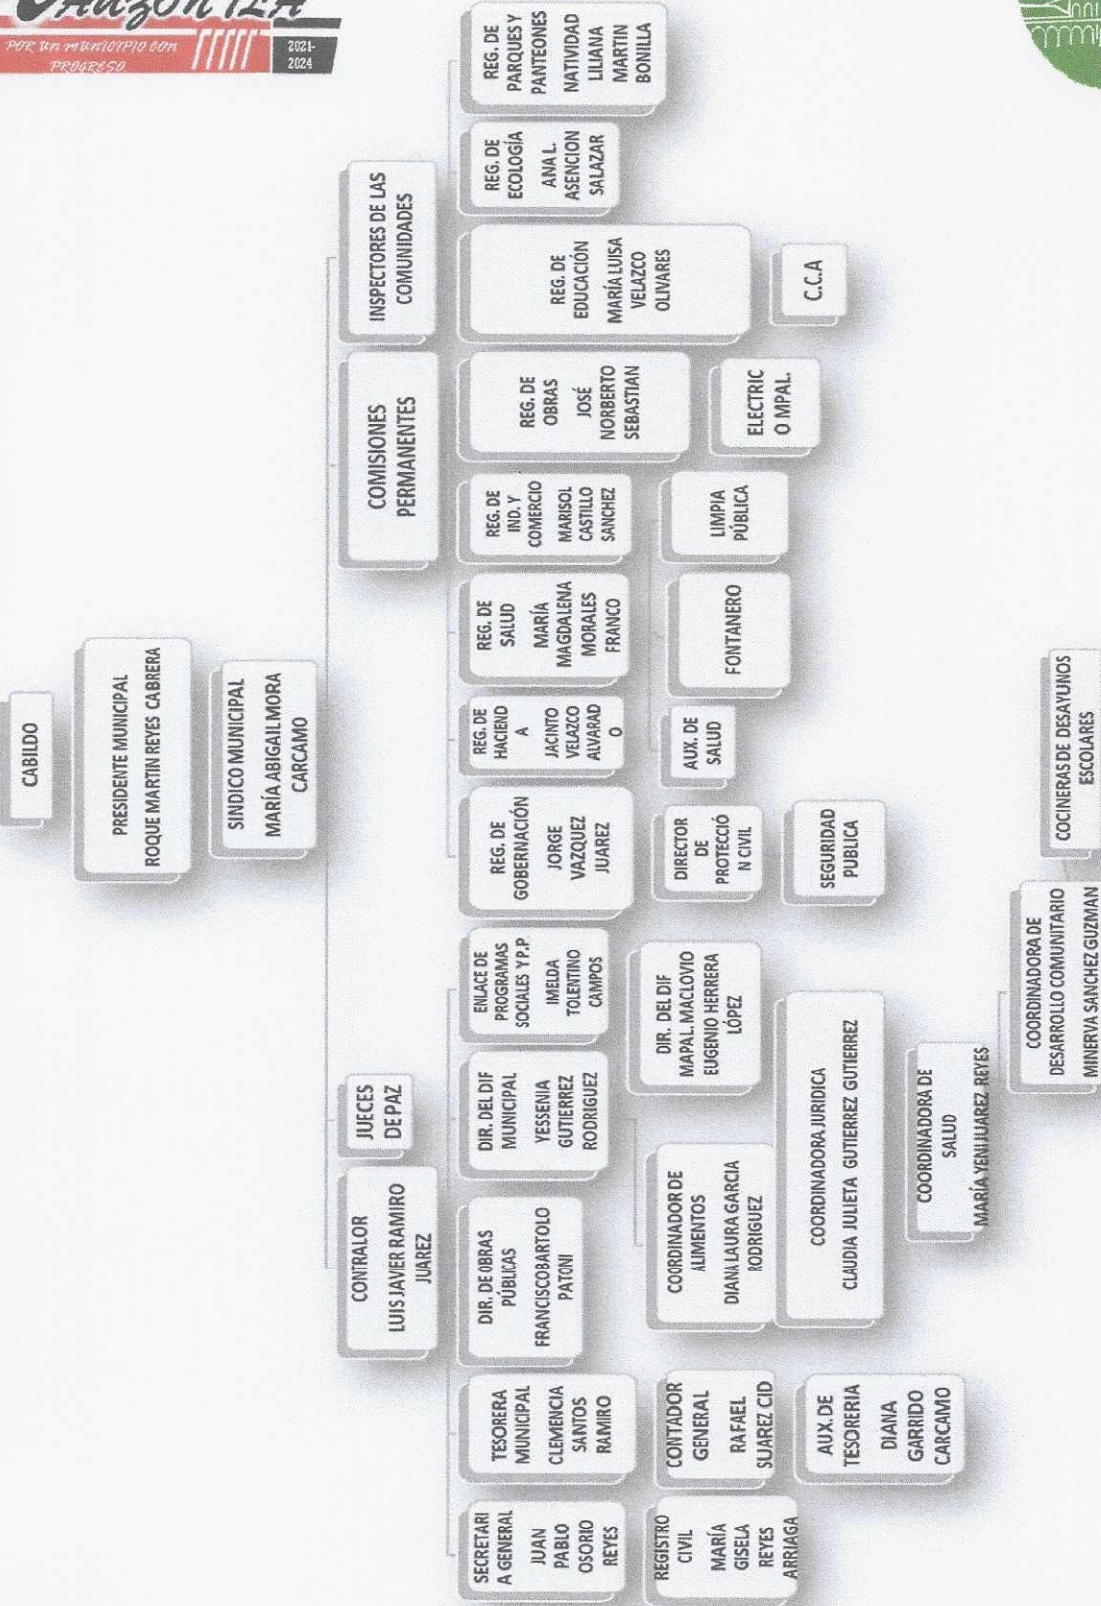 AUZONTLA
POR UN MUNICIPIO CON
PROGRESO
2021-
2024
CABILDO
PRESIDENTE MUNICIPAL
ROQUE MARTIN REYES CABRERA
SINDICO MUNICIPAL
MARÍA ABIGAIL MORA
CARCAMO
CONTRALOR
LUIS JAVIER RAMIRO
JUAREZ
JUECES
DE PAZ
COMISIONES
PERMANENTES
INSPECTORES DE LAS
COMUNIDADES
SECRETARI
A GENERAL
JUAN
PABLO
OSORIO
REYES
TESORERA
MUNICIPAL
CLEMENCIA
SANTOS
RAMIRO
DIR. DE OBRAS
PÚBLICAS
FRANCISCO BARTOLO
PATONI
DIR. DEL DIF
MUNICIPAL
YESSENIA
GUTIERREZ
RODRIGUEZ
ENLACE DE
PROGRAMAS
SOCIALES Y P.P.
IMELDA
TOLENTINO
CAMPOS
REG. DE
GOBERNACIÓN
JORGE
VAZQUEZ
JUAREZ
REG. DE
HACIEND
A
JACINTO
VELAZCO
ALVARAD
O
REG. DE
SALUD
MARÍA
MAGDALENA
MORALES
FRANCO
REG. DE
IND. Y
COMERCIO
MARISOL
CASTILLO
SANCHEZ
REG. DE
OBRAS
JOSÉ
NORBERTO
SEBASTIAN
REG. DE
EDUCACIÓN
MARÍA LUISA
VELAZCO
OLIVARES
REG. DE
ECOLOGÍA
ANA L.
ASENCION
SALAZAR
REG. DE
PARQUES Y
PANTEONES
NATIVIDAD
LILIANA
MARTIN
BONILLA
REGISTRO
CIVIL
MARÍA
GISELA
REYES
ARRIAGA
CONTADOR
GENERAL
RAFAEL
SUAREZ CID
COORDINADOR DE
ALIMENTOS
DIANA LAURA GARCIA
RODRIGUEZ
DIR. DEL DIF
MAPAL. MACLOVIO
EUGENIO HERRERA
LÓPEZ
DIRECTOR
DE
PROTECCIÓ
N CIVIL
AUX. DE
SALUD
FONTANERO
LIMPIA
PÚBLICA
ELECTRIC
O MPAL.
C.C.A
AUX. DE
TESORERIA
DIANA
GARRIDO
CARCAMO
COORDINADORA JURIDICA
CLAUDIA JULIETA GUTIERREZ GUTIERREZ
SEGURIDAD
PUBLICA
COORDINADORA DE
SALUD
MARÍA YENI JUAREZ REYES
COORDINADORA DE
DESARROLLO COMUNITARIO
MINERVA SANCHEZ GUZMAN
COCINERAS DE DESAYUNOS
ESCOLARES